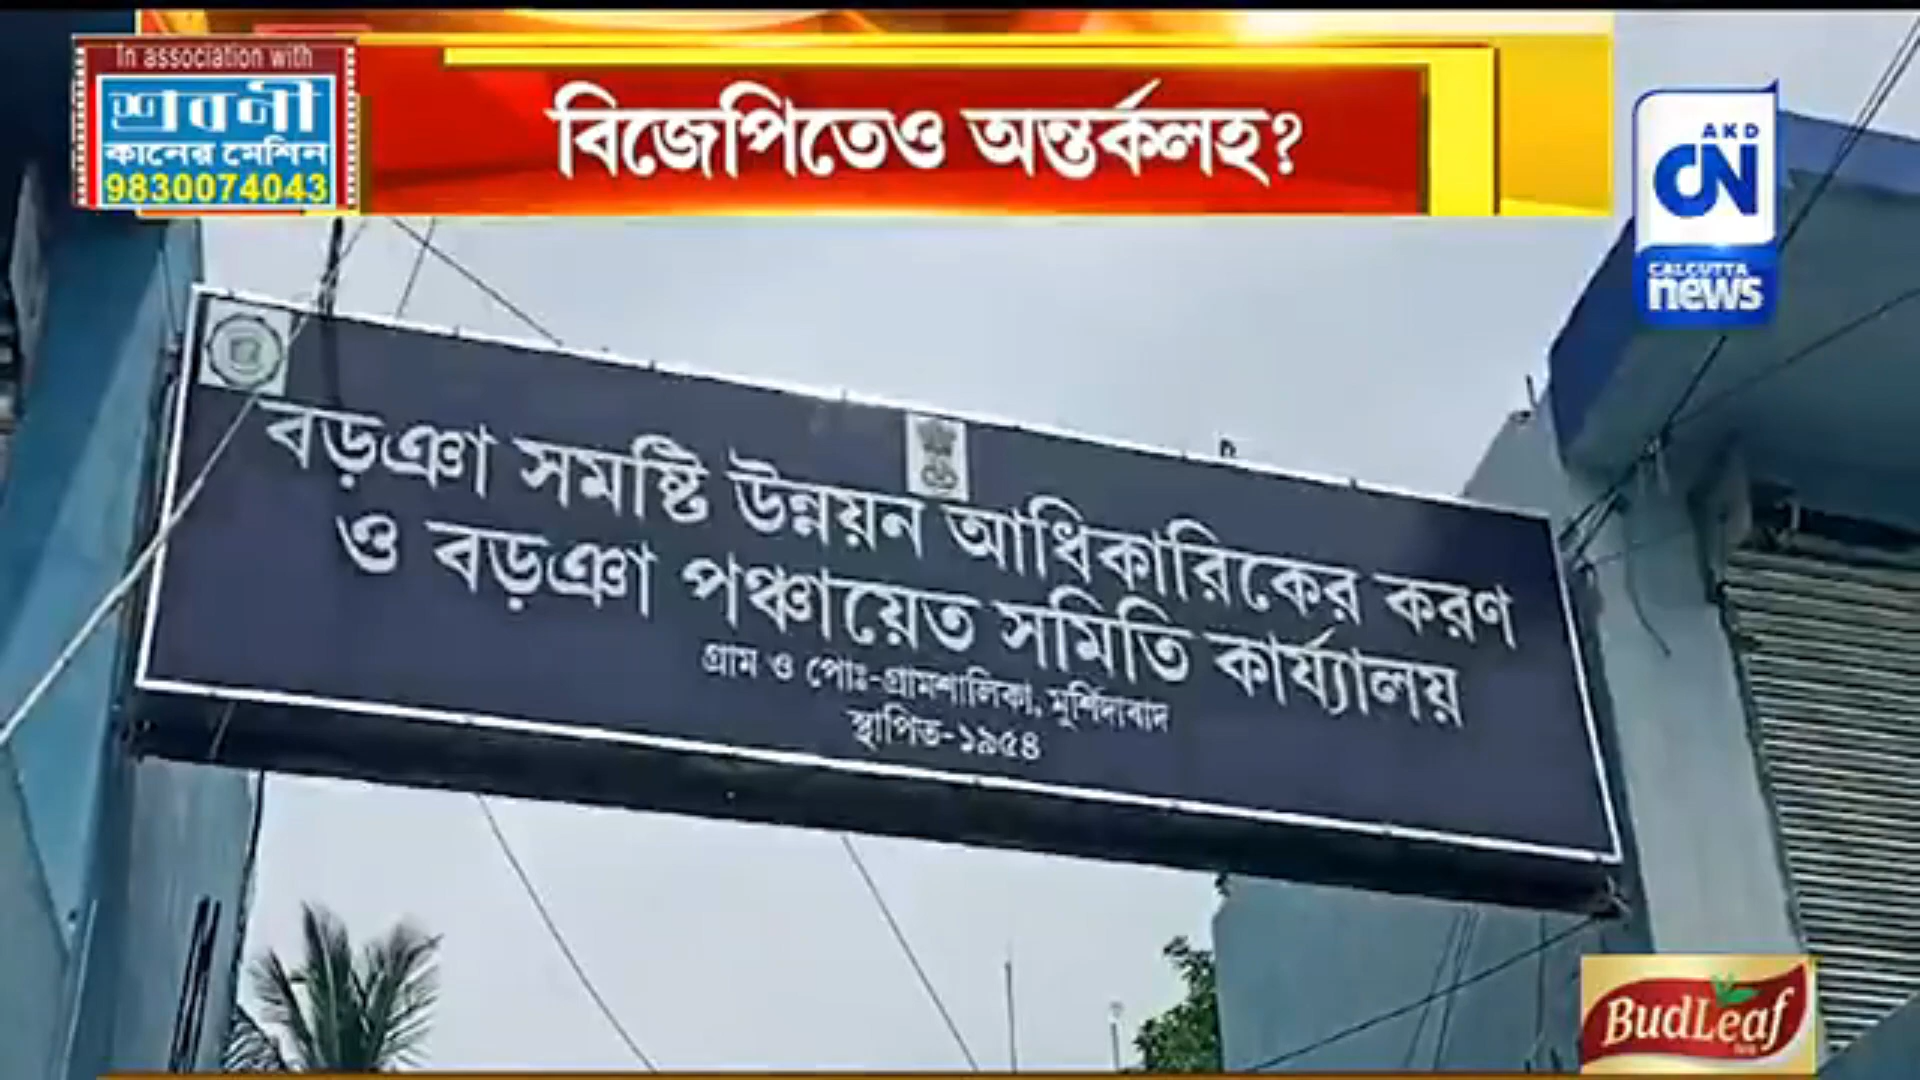 In association with
শ্রবনী
কানের মেশিন
9830074043
বিজেপিতেও অন্তর্কলহ?
AKD
CN
CALCUTTA
news
বড়ঞা সমষ্টি উন্নয়ন আধিকারিকের করণ
ও বড়ঞা পঞ্চায়েত সমিতি কার্য্যালয়
গ্রাম ও পোঃ-গ্রামশালিকা, মুর্শিদাবাদ
স্থাপিত-১৯৫৪
BudLeaf